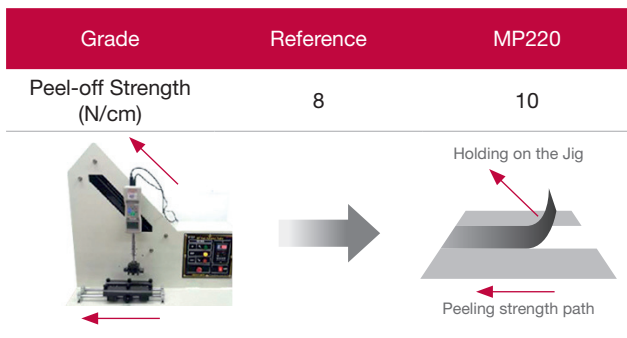 Grade Reference MP220
Peel-off Strength
(N/cm) 8 10
Holding on the Jig
Peeling strength path